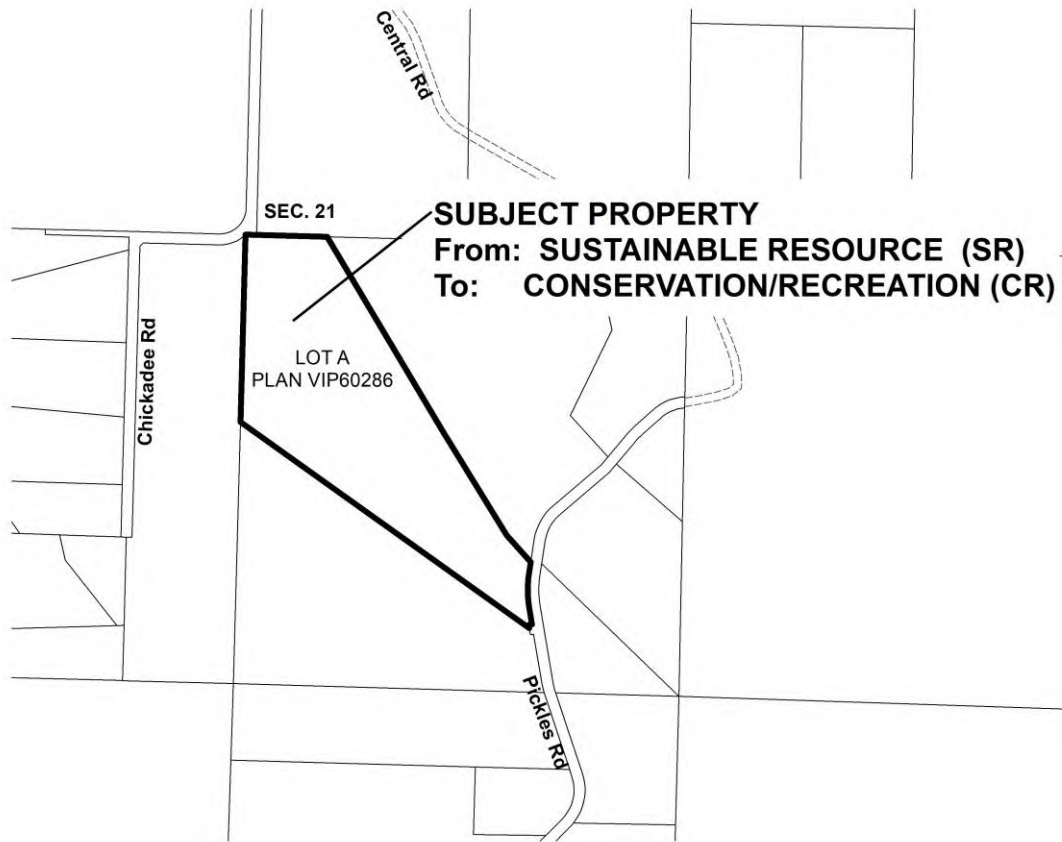 Central Rd
SEC. 21
SUBJECT PROPERTY
From: SUSTAINABLE RESOURCE (SR)
To: CONSERVATION/RECREATION (CR)
Chickadee Rd
LOT A
PLAN VIP60286
Pickles Rd